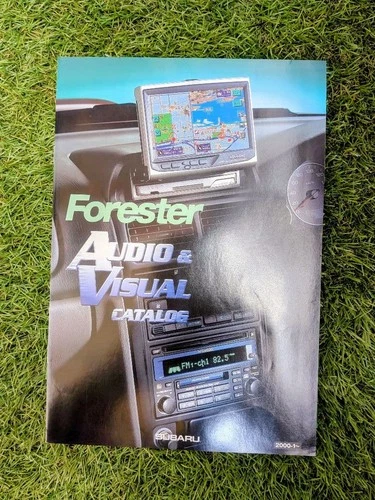 Forester
AUDIO &
VISUAL
CATALOG
FM1-ch1 82.5
SUBARU
2000-1~